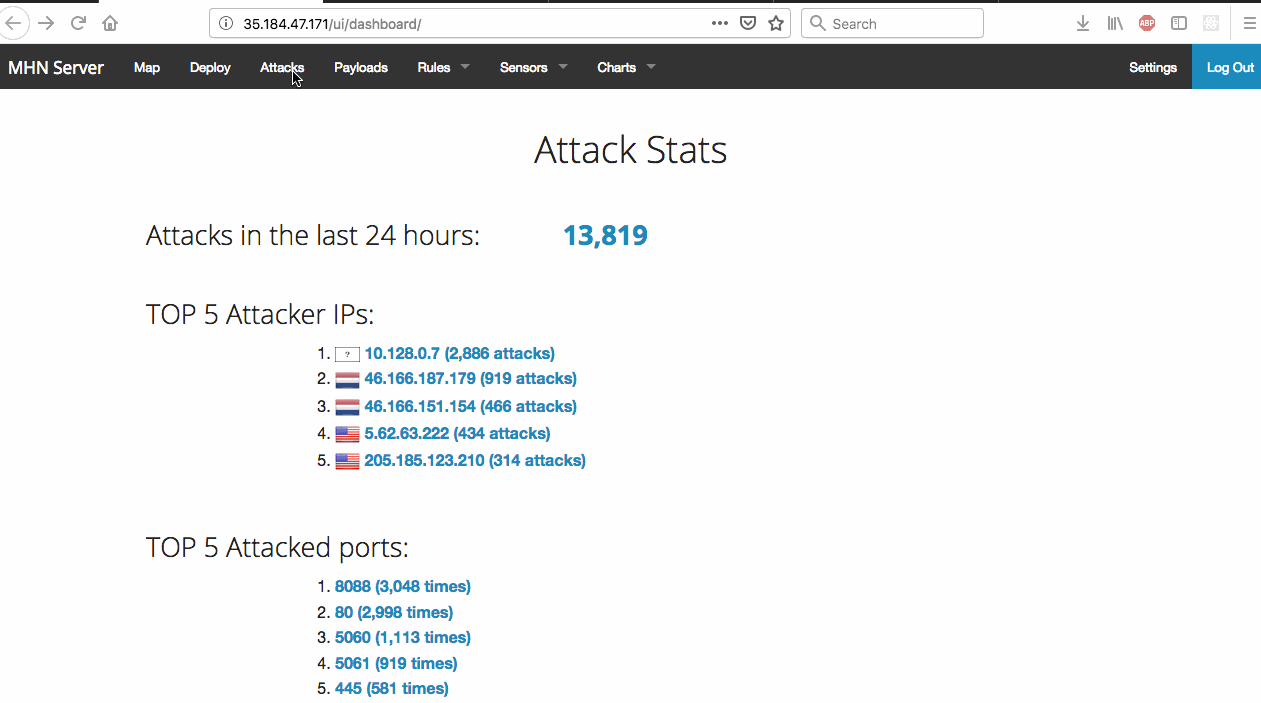 35.184.47.171/ui/dashboard/ Search ABP
MHN Server Map Deploy Attacks Payloads Rules Sensors Charts Settings Log Out
Attack Stats
Attacks in the last 24 hours: 13,819
TOP 5 Attacker IPs:
1. ? 10.128.0.7 (2,886 attacks)
2. 46.166.187.179 (919 attacks)
3. 46.166.151.154 (466 attacks)
4. 5.62.63.222 (434 attacks)
5. 205.185.123.210 (314 attacks)
TOP 5 Attacked ports:
1. 8088 (3,048 times)
2. 80 (2,998 times)
3. 5060 (1,113 times)
4. 5061 (919 times)
5. 445 (581 times)